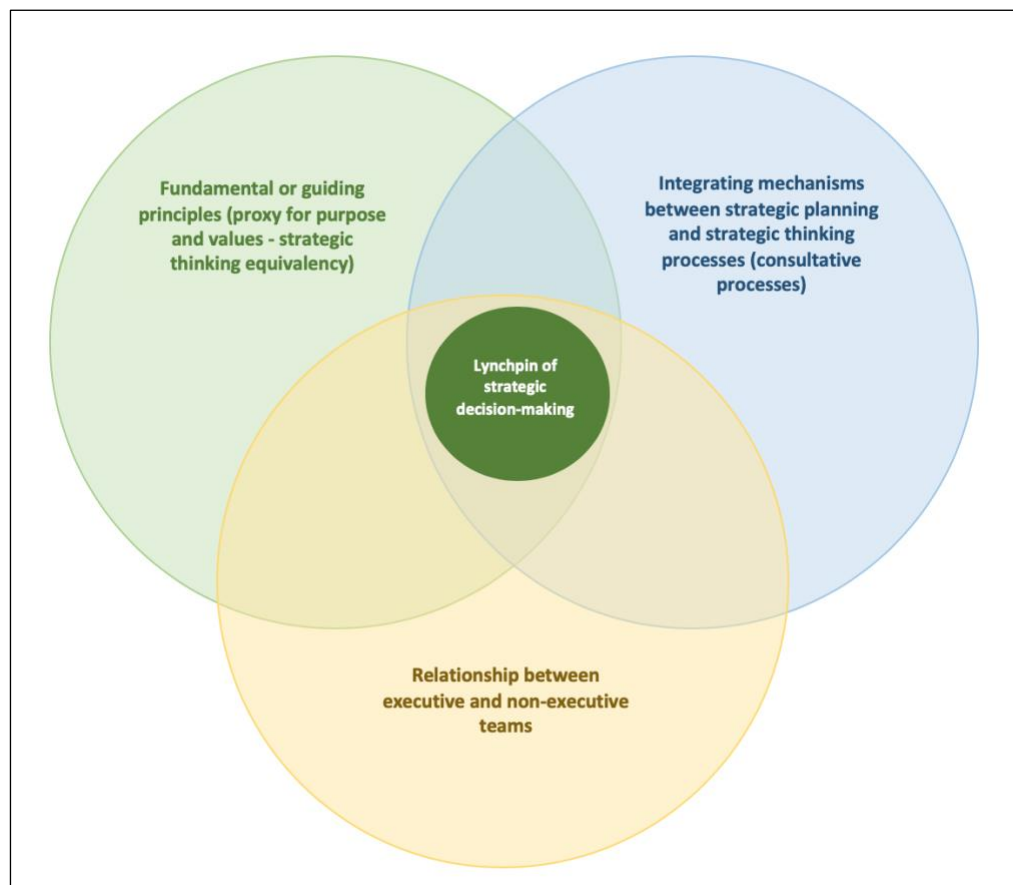 Fundamental or guiding
principles (proxy for purpose
and values - strategic
thinking equivalency)
Integrating mechanisms
between strategic planning
and strategic thinking
processes (consultative
processes)
Lynchpin of
strategic
decision-making
Relationship between
executive and non-executive
teams